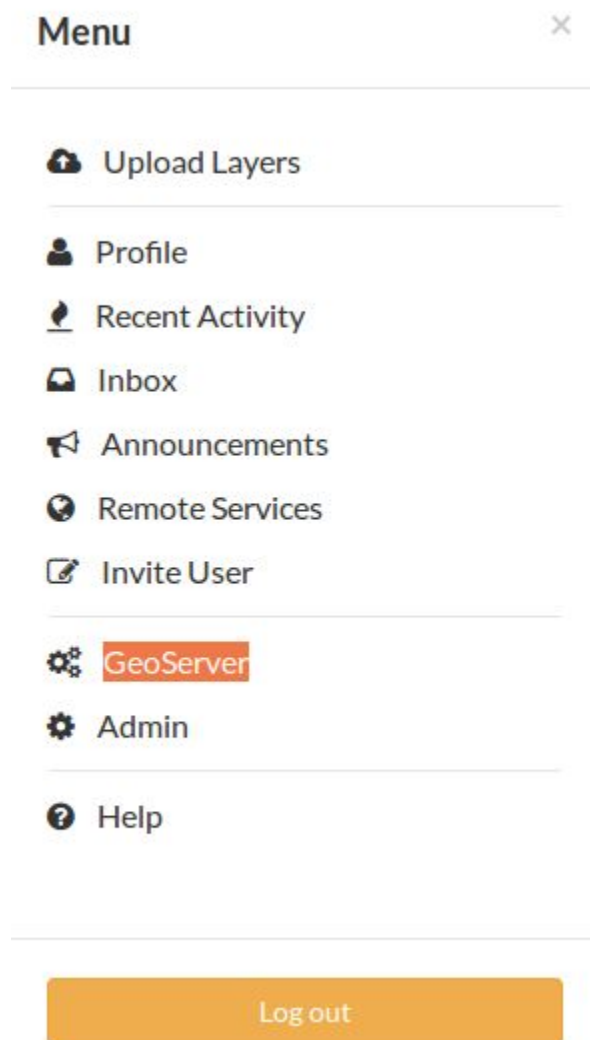 Menu
×
Upload Layers
Profile
Recent Activity
Inbox
Announcements
Remote Services
Invite User
GeoServer
Admin
Help
Log out